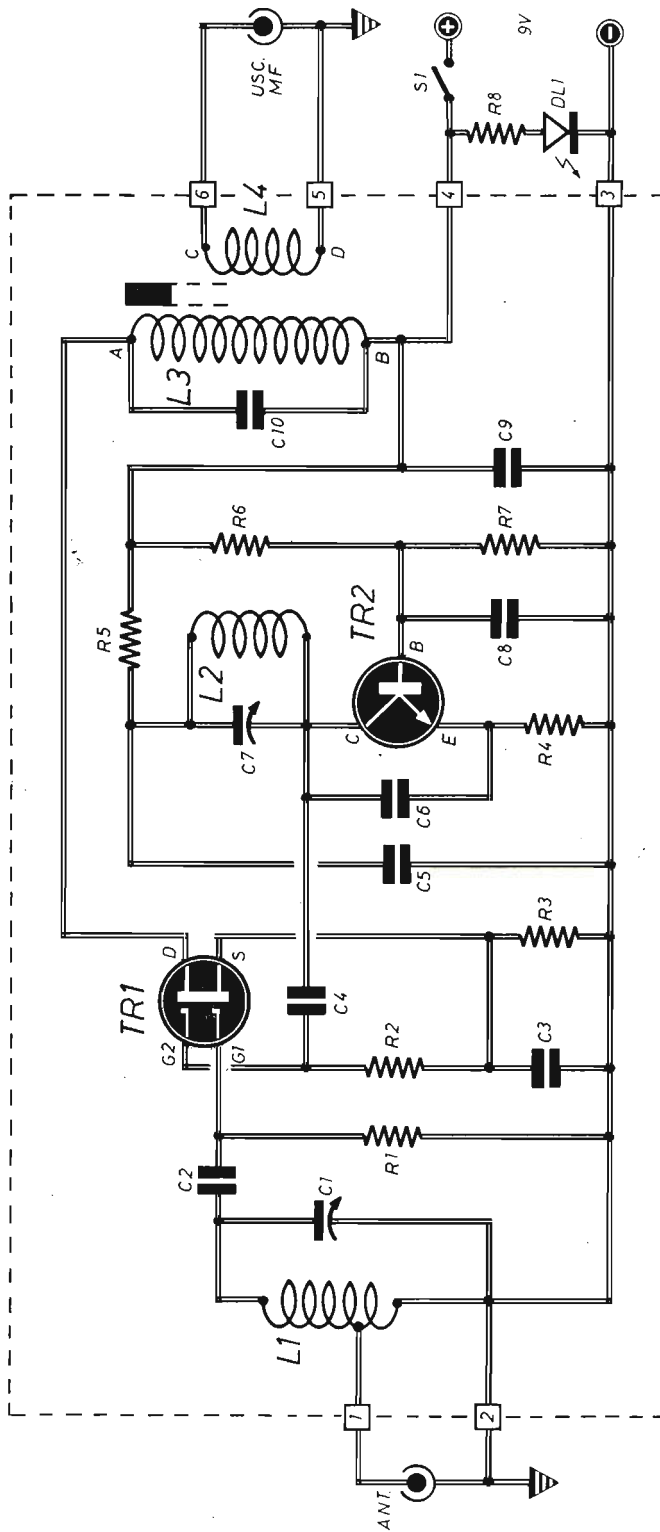 ANT.
1
2
L1
C1
C2
R1
TR1
G2
G1
D
S
R2
C3
R3
C4
C5
C6
C7
L2
R5
TR2
C
E
B
R4
C8
R6
R7
C9
C10
L3
A
B
L4
C
D
6
5
4
3
USC.
MF
S1
R8
DL1
+
9V
-